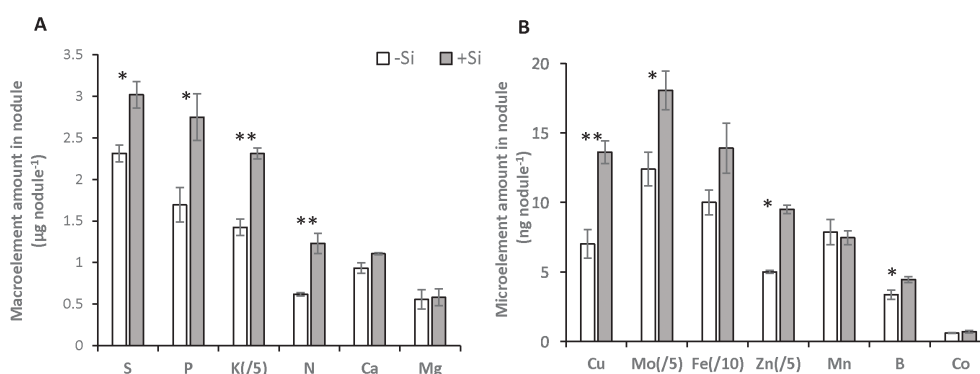 A
Macroelement amount in nodule
(µg nodule-1)
3.5
3
2.5
2
1.5
1
0.5
0
-Si
+Si
*
*
**
**
S
P
K(/5)
N
Ca
Mg
B
Microelement amount in nodule
(ng nodule-1)
20
15
10
5
0
**
*
*
*
Cu
Mo(/5)
Fe(/10)
Zn(/5)
Mn
B
Co